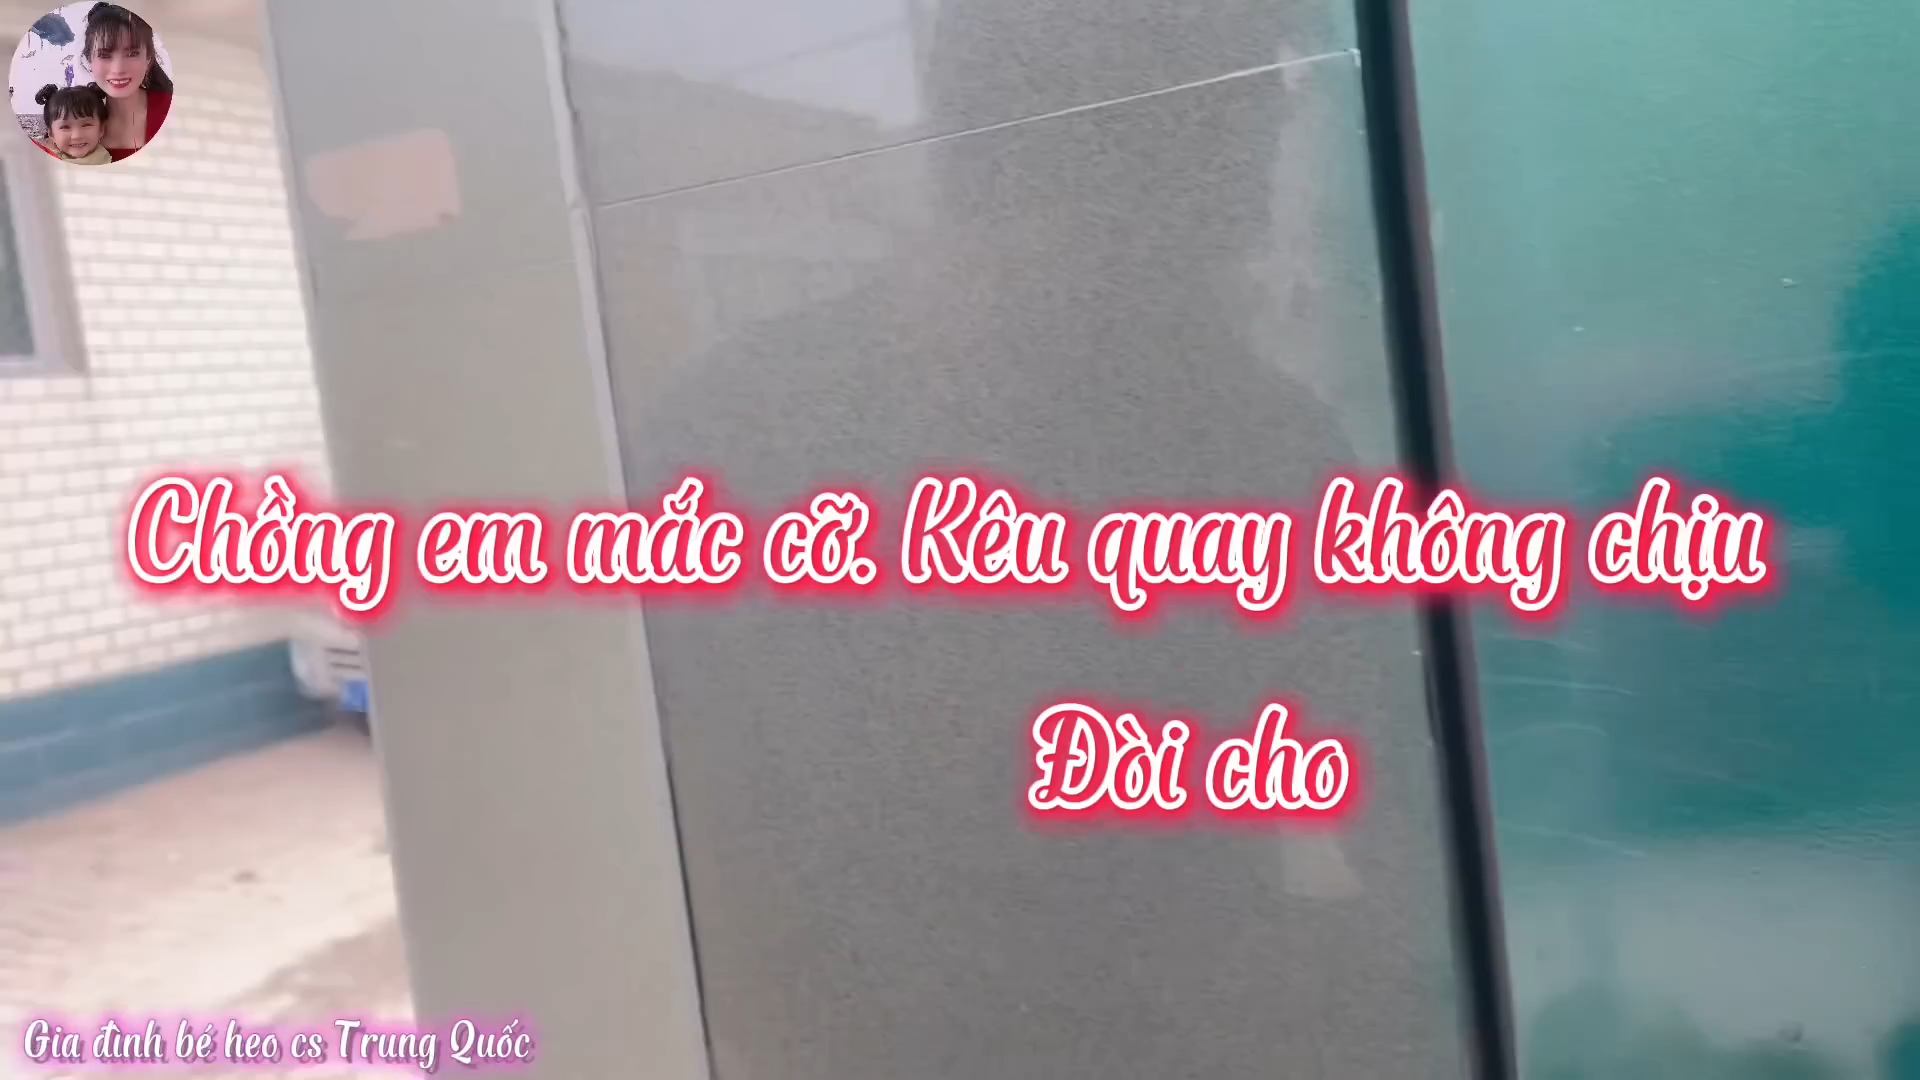 Chồng em mắc cỡ. Kêu quay không chịu
Đòi cho
Gia đình bé heo cs Trung Quốc